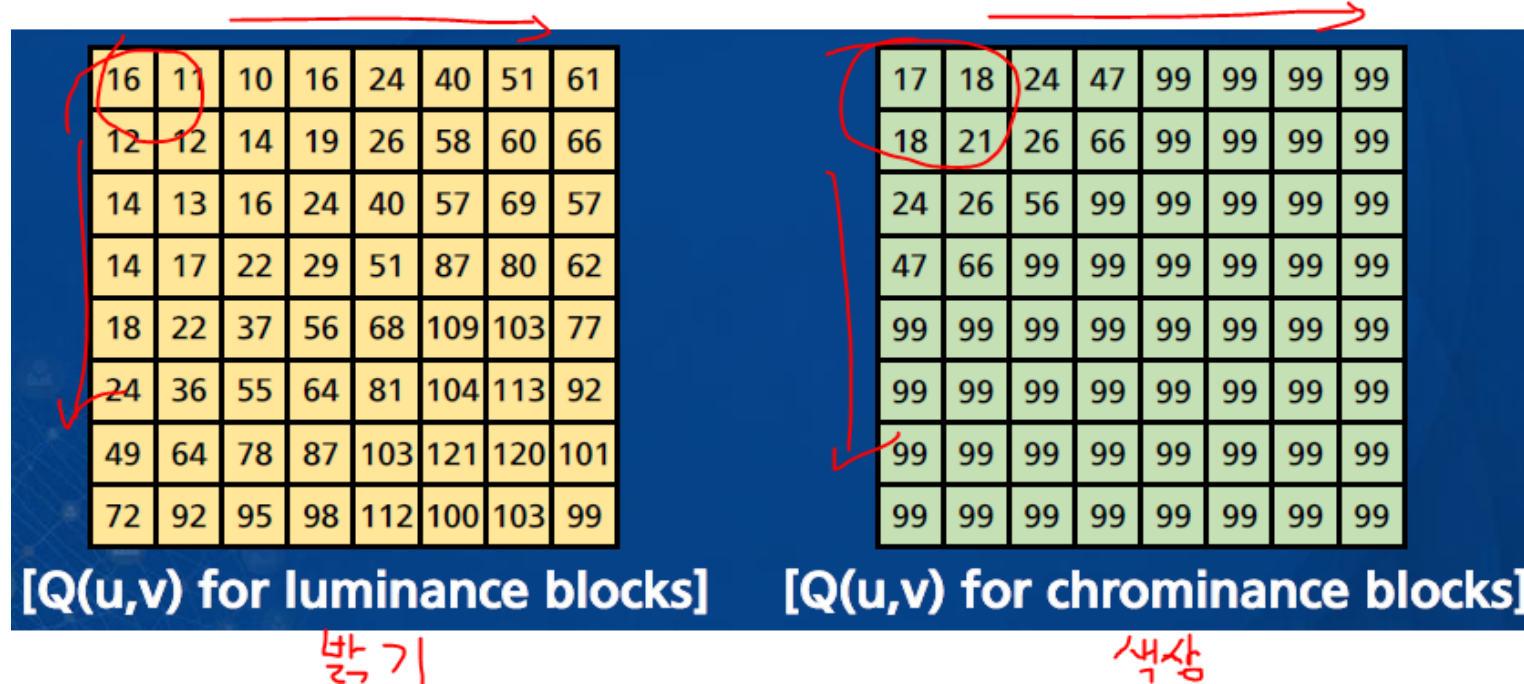 16 11 10 16 24 40 51 61
12 12 14 19 26 58 60 66
14 13 16 24 40 57 69 57
14 17 22 29 51 87 80 62
18 22 37 56 68 109 103 77
24 36 55 64 81 104 113 92
49 64 78 87 103 121 120 101
72 92 95 98 112 100 103 99
[Q(u,v) for luminance blocks]
밝기
17 18 24 47 99 99 99 99
18 21 26 66 99 99 99 99
24 26 56 99 99 99 99 99
47 66 99 99 99 99 99 99
99 99 99 99 99 99 99 99
99 99 99 99 99 99 99 99
99 99 99 99 99 99 99 99
99 99 99 99 99 99 99 99
[Q(u,v) for chrominance blocks]
색상